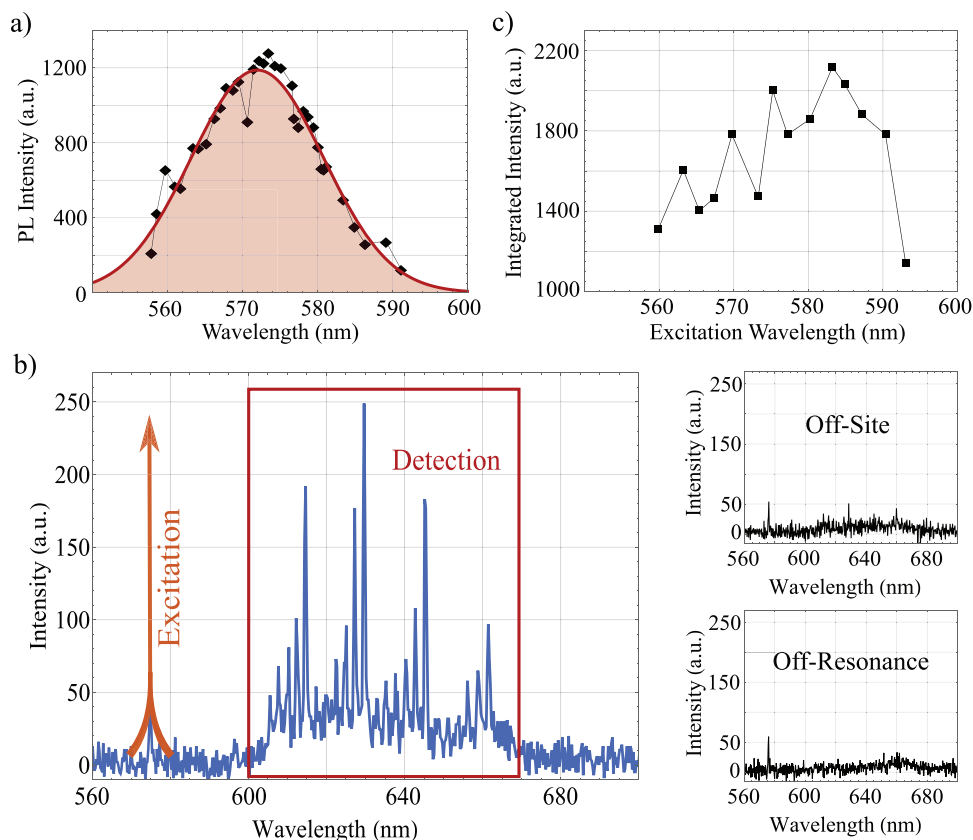 a)
PL Intensity (a.u.)
1200
800
400
0
560
570
580
590
600
Wavelength (nm)
c)
Integrated Intensity (a.u.)
2200
1800
1400
1000
560
570
580
590
600
Excitation Wavelength (nm)
b)
Intensity (a.u.)
250
200
150
100
50
0
Excitation
Detection
560
600
640
680
Wavelength (nm)
Intensity (a.u.)
250
150
50
0
Off-Site
560
600
640
680
Wavelength (nm)
Intensity (a.u.)
250
150
50
0
Off-Resonance
560
600
640
680
Wavelength (nm)